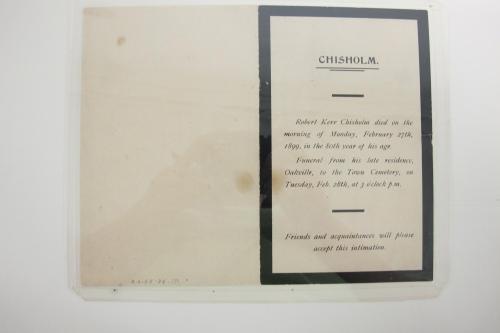 CHISHOLM.
Robert Kerr Chisholm died on the
morning of Monday, February 27th,
1899, in the 80th year of his age.
Funeral from his late residence,
Oakville, to the Town Cemetery, on
Tuesday, Feb. 28th, at 3 o'clock p.m.
Friends and acquaintances will please
accept this intimation.